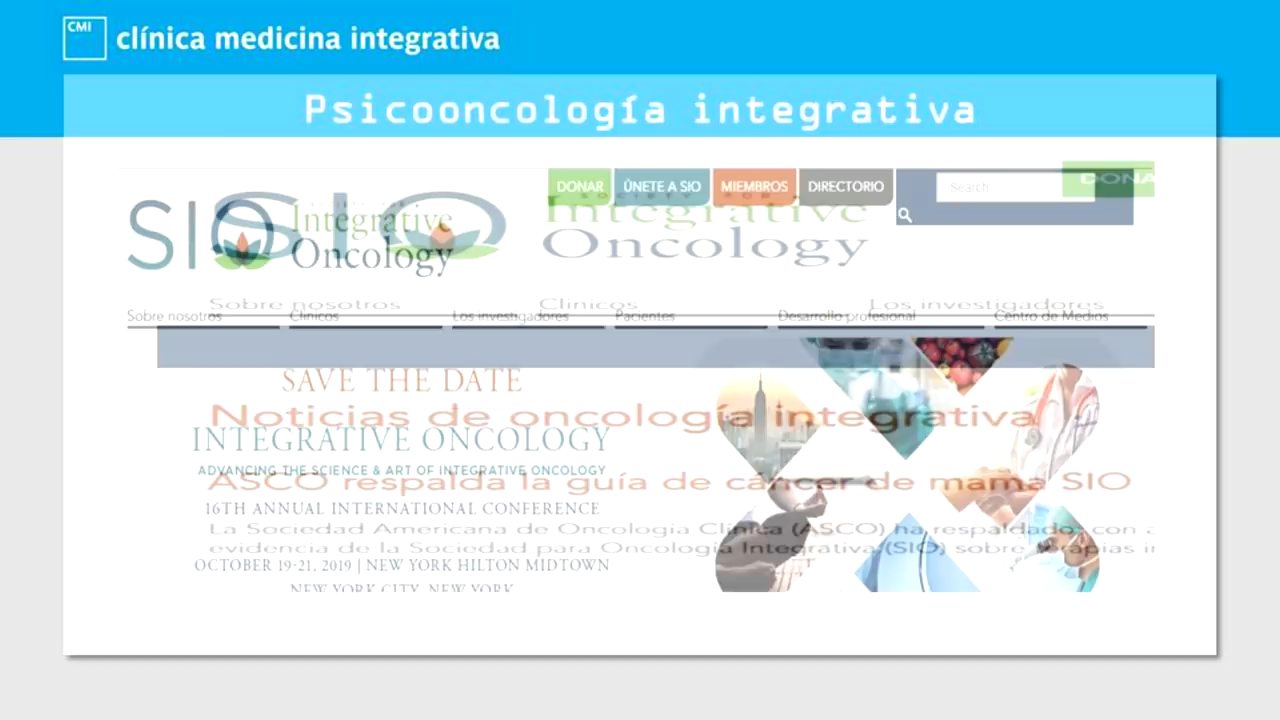 CMI
clínica medicina integrativa
Psicooncología integrativa
DONAR
ÚNETE A SIO
MIEMBROS
DIRECTORIO
Search
DONA
SIO
Integrative
Oncology
SIO
Integrative
Oncology
Sobre nosotros
Clínicos
Los investigadores
Sobre nosotros
Clínicos
Los investigadores
Pacientes
Desarrollo profesional
Centro de Medios
SAVE THE DATE
Noticias de oncología integrativa
INTEGRATIVE ONCOLOGY
ADVANCING THE SCIENCE & ART OF INTEGRATIVE ONCOLOGY
ASCO respalda la guía de cáncer de mama SIO
16TH ANNUAL INTERNATIONAL CONFERENCE
La Sociedad Americana de Oncología Clínica (ASCO) ha respaldado, con
evidencia de la Sociedad para Oncología Integrativa (SIO) sobre
OCTOBER 19-21, 2019 | NEW YORK HILTON MIDTOWN
NEW YORK CITY, NEW YORK